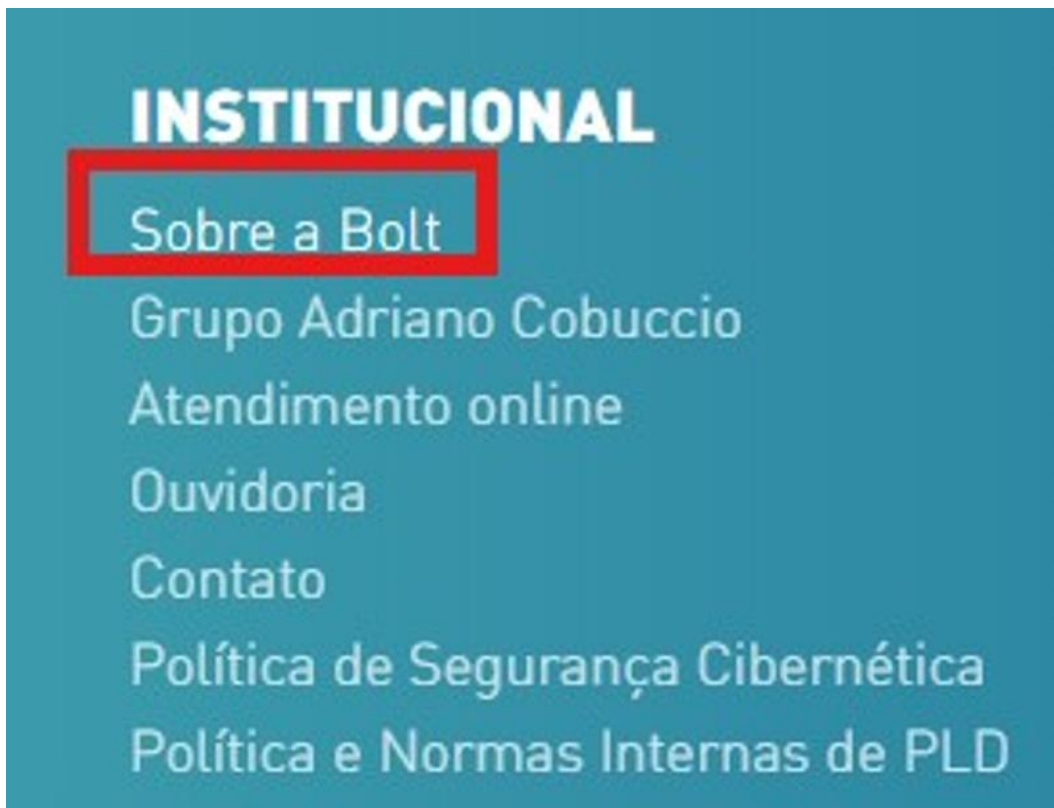 INSTITUCIONAL
Sobre a Bolt
Grupo Adriano Cobuccio
Atendimento online
Ouvidoria
Contato
Política de Segurança Cibernética
Política e Normas Internas de PLD